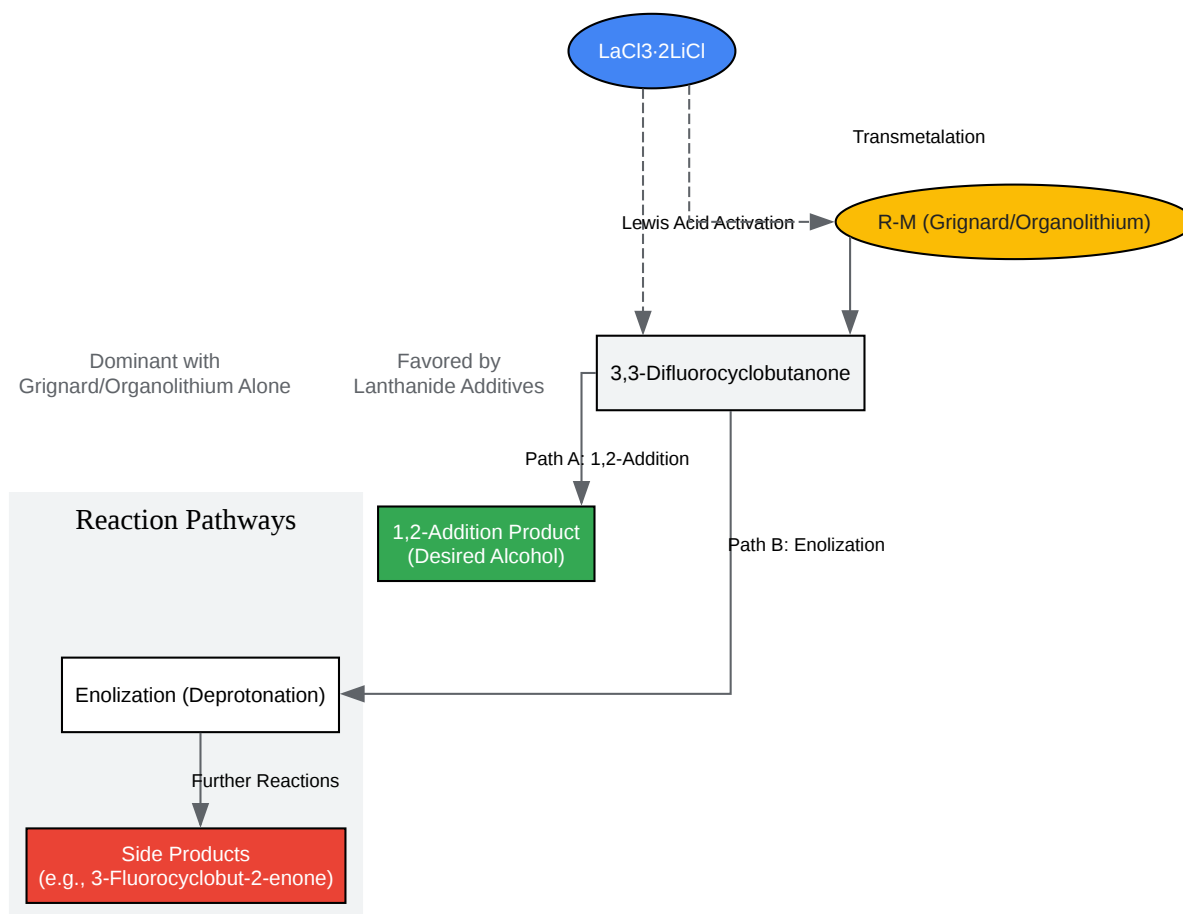 LaCl3·2LiCl
Transmetalation
Lewis Acid Activation
R-M (Grignard/Organolithium)
Dominant with
Grignard/Organolithium Alone
Favored by
Lanthanide Additives
3,3-Difluorocyclobutanone
Path A: 1,2-Addition
Reaction Pathways
1,2-Addition Product
(Desired Alcohol)
Path B: Enolization
Enolization (Deprotonation)
Further Reactions
Side Products
(e.g., 3-Fluorocyclobut-2-enone)